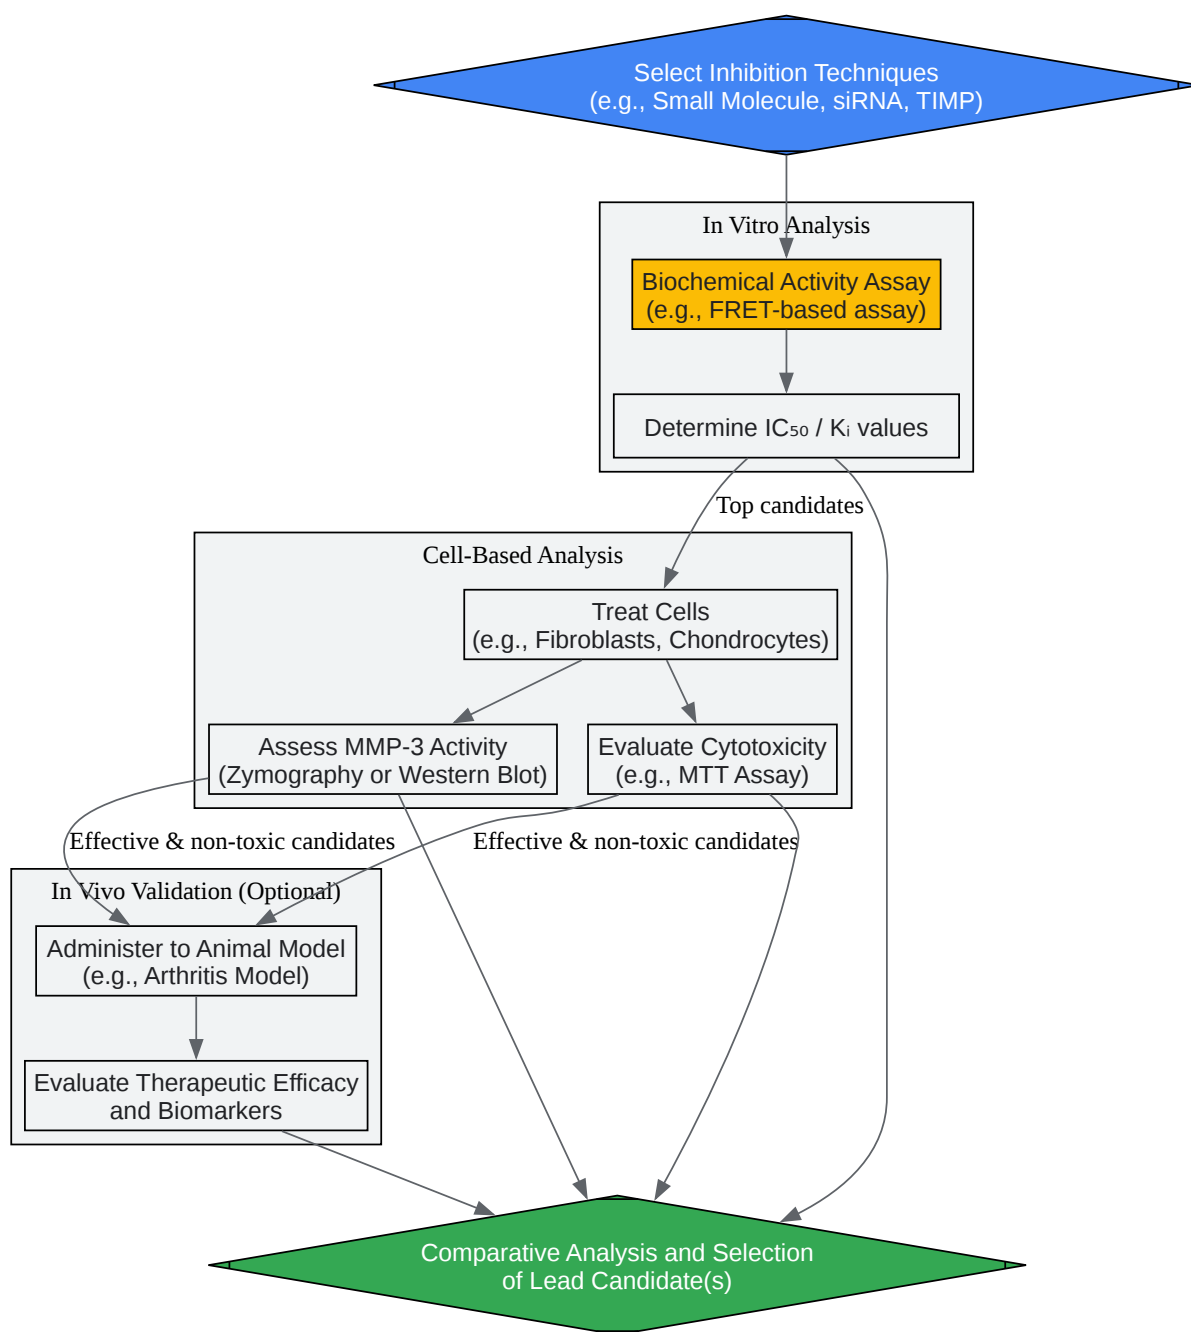 Select Inhibition Techniques
(e.g., Small Molecule, siRNA, TIMP)
In Vitro Analysis
Biochemical Activity Assay
(e.g., FRET-based assay)
Determine IC₅₀ / Kᵢ values
Top candidates
Cell-Based Analysis
Treat Cells
(e.g., Fibroblasts, Chondrocytes)
Assess MMP-3 Activity
(Zymography or Western Blot)
Evaluate Cytotoxicity
(e.g., MTT Assay)
Effective & non-toxic candidates
Effective & non-toxic candidates
In Vivo Validation (Optional)
Administer to Animal Model
(e.g., Arthritis Model)
Evaluate Therapeutic Efficacy
and Biomarkers
Comparative Analysis and Selection
of Lead Candidate(s)